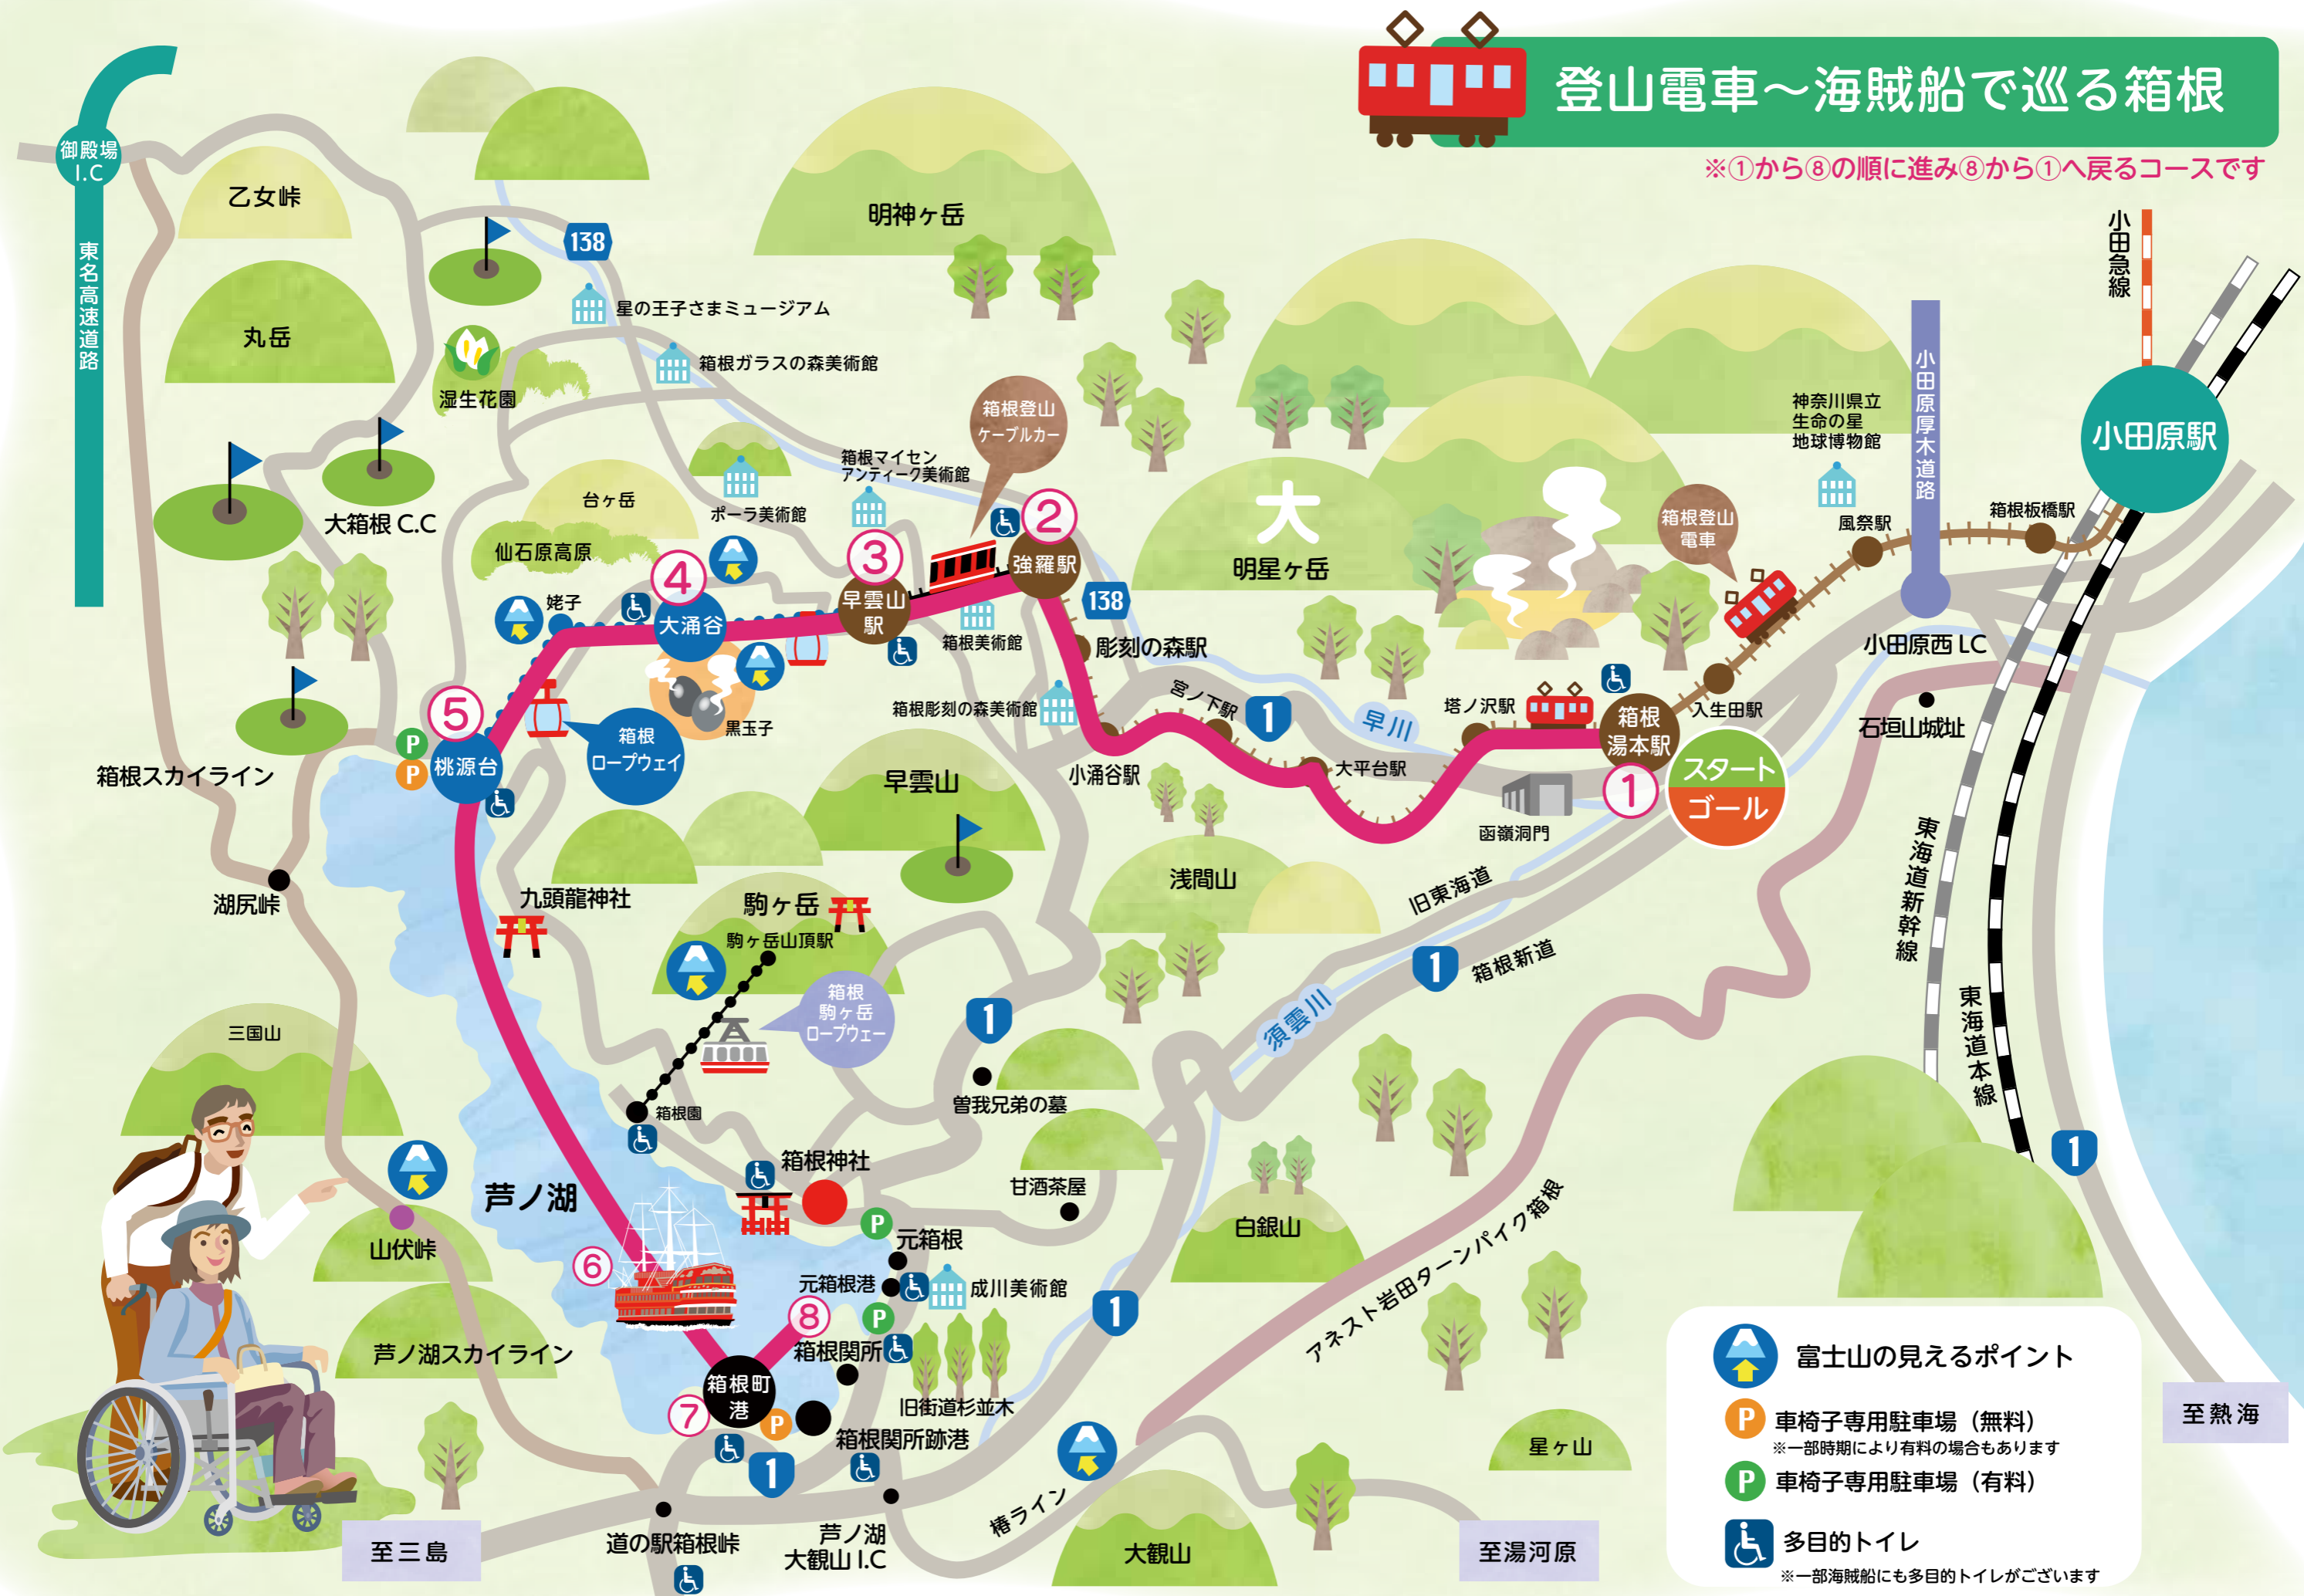 登山電車～海賊船で巡る箱根
※①から⑧の順に進み⑧から①へ戻るコースです
御殿場
I.C
東名高速道路
乙女峠
丸岳
138
明神ヶ岳
星の王子さまミュージアム
箱根ガラスの森美術館
湿生花園
大箱根 C.C
台ヶ岳
仙石原高原
ポーラ美術館
箱根マイセン
アンティーク美術館
箱根登山
ケーブルカー
②
強羅駅
③
早雲山
駅
④
大涌谷
姥子
黒玉子
箱根美術館
138
彫刻の森駅
箱根彫刻の森美術館
⑤
桃源台
P
P
箱根
ロープウェイ
箱根スカイライン
湖尻峠
小涌谷駅
宮ノ下駅
1
早川
大平台駅
塔ノ沢駅
箱根
湯本駅
①
スタート
ゴール
函嶺洞門
入生田駅
箱根登山
電車
風祭駅
箱根板橋駅
小田原駅
小田急線
小田原厚木道路
小田原西 I.C
神奈川県立
生命の星
地球博物館
石垣山城址
大
明星ヶ岳
早雲山
浅間山
旧東海道
1
箱根新道
須雲川
東海道新幹線
東海道本線
九頭龍神社
駒ヶ岳
駒ヶ岳山頂駅
箱根
駒ヶ岳
ロープウェー
箱根園
1
曽我兄弟の墓
三国山
山伏峠
芦ノ湖
芦ノ湖スカイライン
箱根神社
P
元箱根
元箱根港
成川美術館
甘酒茶屋
白銀山
アネスト岩田ターンパイク箱根
1
1
⑥
⑧
P
箱根関所
旧街道杉並木
箱根町
港
⑦
P
箱根関所跡港
1
道の駅箱根峠
芦ノ湖
大観山 I.C
椿ライン
大観山
星ヶ山
至三島
至湯河原
至熱海
富士山の見えるポイント
P 車椅子専用駐車場（無料）
※一部時期により有料の場合もあります
P 車椅子専用駐車場（有料）
多目的トイレ
※一部海賊船にも多目的トイレがございます